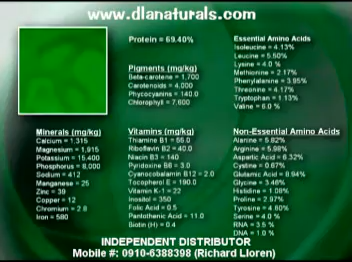 www.dlanaturals.com
Protein = 69.40%
Pigments (mg/kg)
Beta-carotene = 1,700
Carotenoids = 4,000
Phycocyanins = 140.0
Chlorophyll = 7,600
Essential Amino Acids
Isoleucine = 4.13%
Leucine = 5.50%
Lysine = 4.0 %
Mathionine = 2.17%
Phenylalanine = 3.95%
Threonine = 4.17%
Tryptophan = 1.13%
Valine = 6.0 %
Minerals (mg/kg)
Calcium = 1,315
Magnesium = 1,915
Potassium = 15,400
Phosphorus = 8,000
Sodium = 412
Manganese = 25
Zinc = 39
Copper = 12
Chromium = 2.8
Iron = 580
Vitamins (mg/kg)
Thiamine B1 = 55.0
Riboflavin B2 = 40.0
Niacin B3 = 140
Pyridoxine B6 = 3.0
Cyanocobalamin B12 = 2.0
Tocopherol E = 190.0
Vitamin K-1 = 22
Inositol = 350
Folic Acid = 0.5
Pantothenic Acid = 11.0
Biotin (H) = 0.4
Non-Essential Amino Acids
Alanine = 5.82%
Arginine = 5.98%
Aspartic Acid = 6.32%
Cystine = 0.67%
Glutamic Acid = 8.94%
Glycine = 3.46%
Histidine = 1.08%
Proline = 2.97%
Tyrosine = 4.60%
Serine = 4.0 %
RNA = 3.5 %
DNA = 1.0 %
INDEPENDENT DISTRIBUTOR
Mobile #: 0910-6388398 (Richard Lloren)